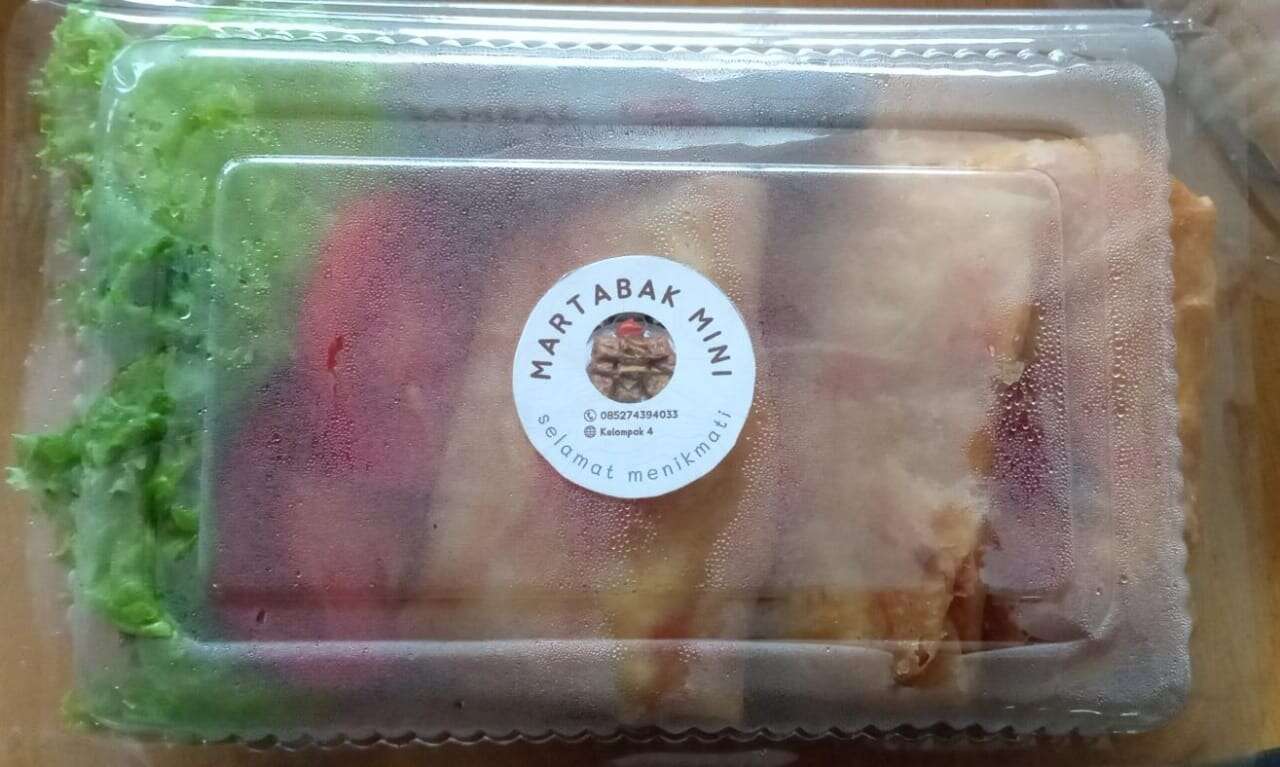 MARTABAK MINI
085274394033
Kelompok 4
selamat menikmati